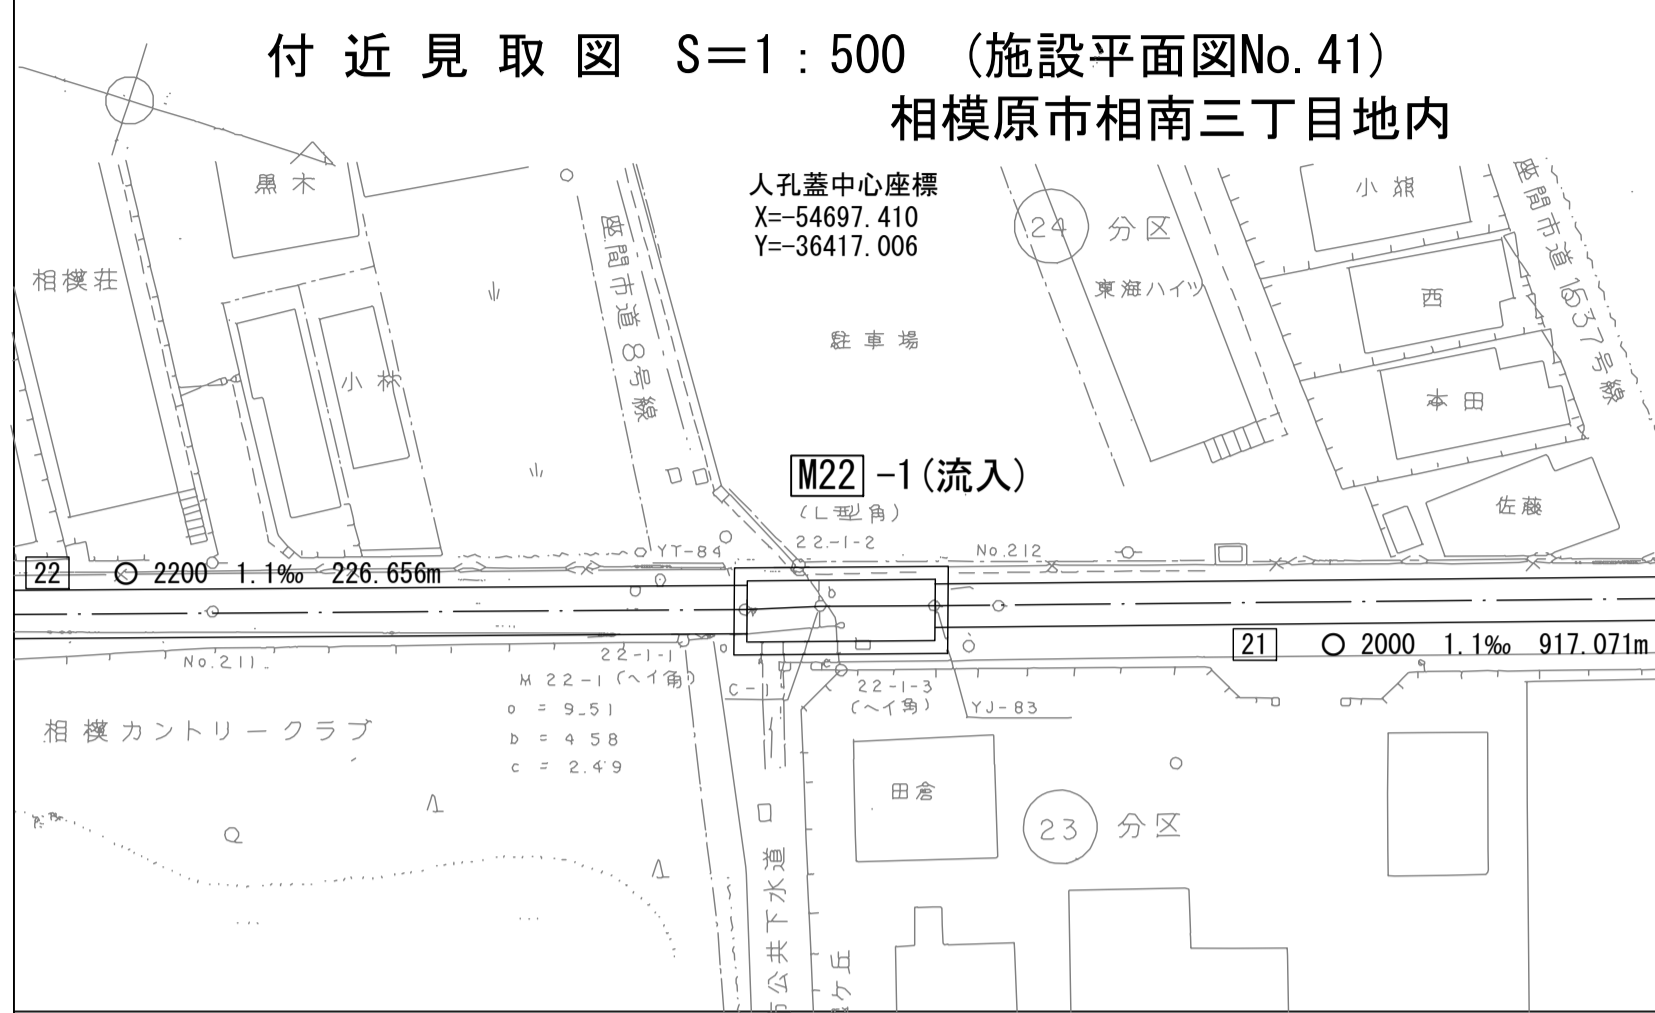 付近見取図 S=1:500 (施設平面図No.41)
相模原市相南三丁目地内
人孔蓋中心座標
X=-54697.410
Y=-36417.006
黒木
相模荘
小林
座間市道8号線
24 分区
東海ハイツ
駐車場
西
本田
佐藤
座間市道1537号線
M22 -1(流入)
(L型角)
22-1-2
YT-84
No.212
22 ○ 2200 1.1‰ 226.656m
b
21 ○ 2000 1.1‰ 917.071m
No.211
22-1-1
M 22-1 (ヘイ角)
a = 9.51
b = 4.58
c = 2.49
C-1
c
22-1-3
(ヘイ角)
YJ-83
相模カントリークラブ
田倉
23 分区
公共下水道
ケ丘